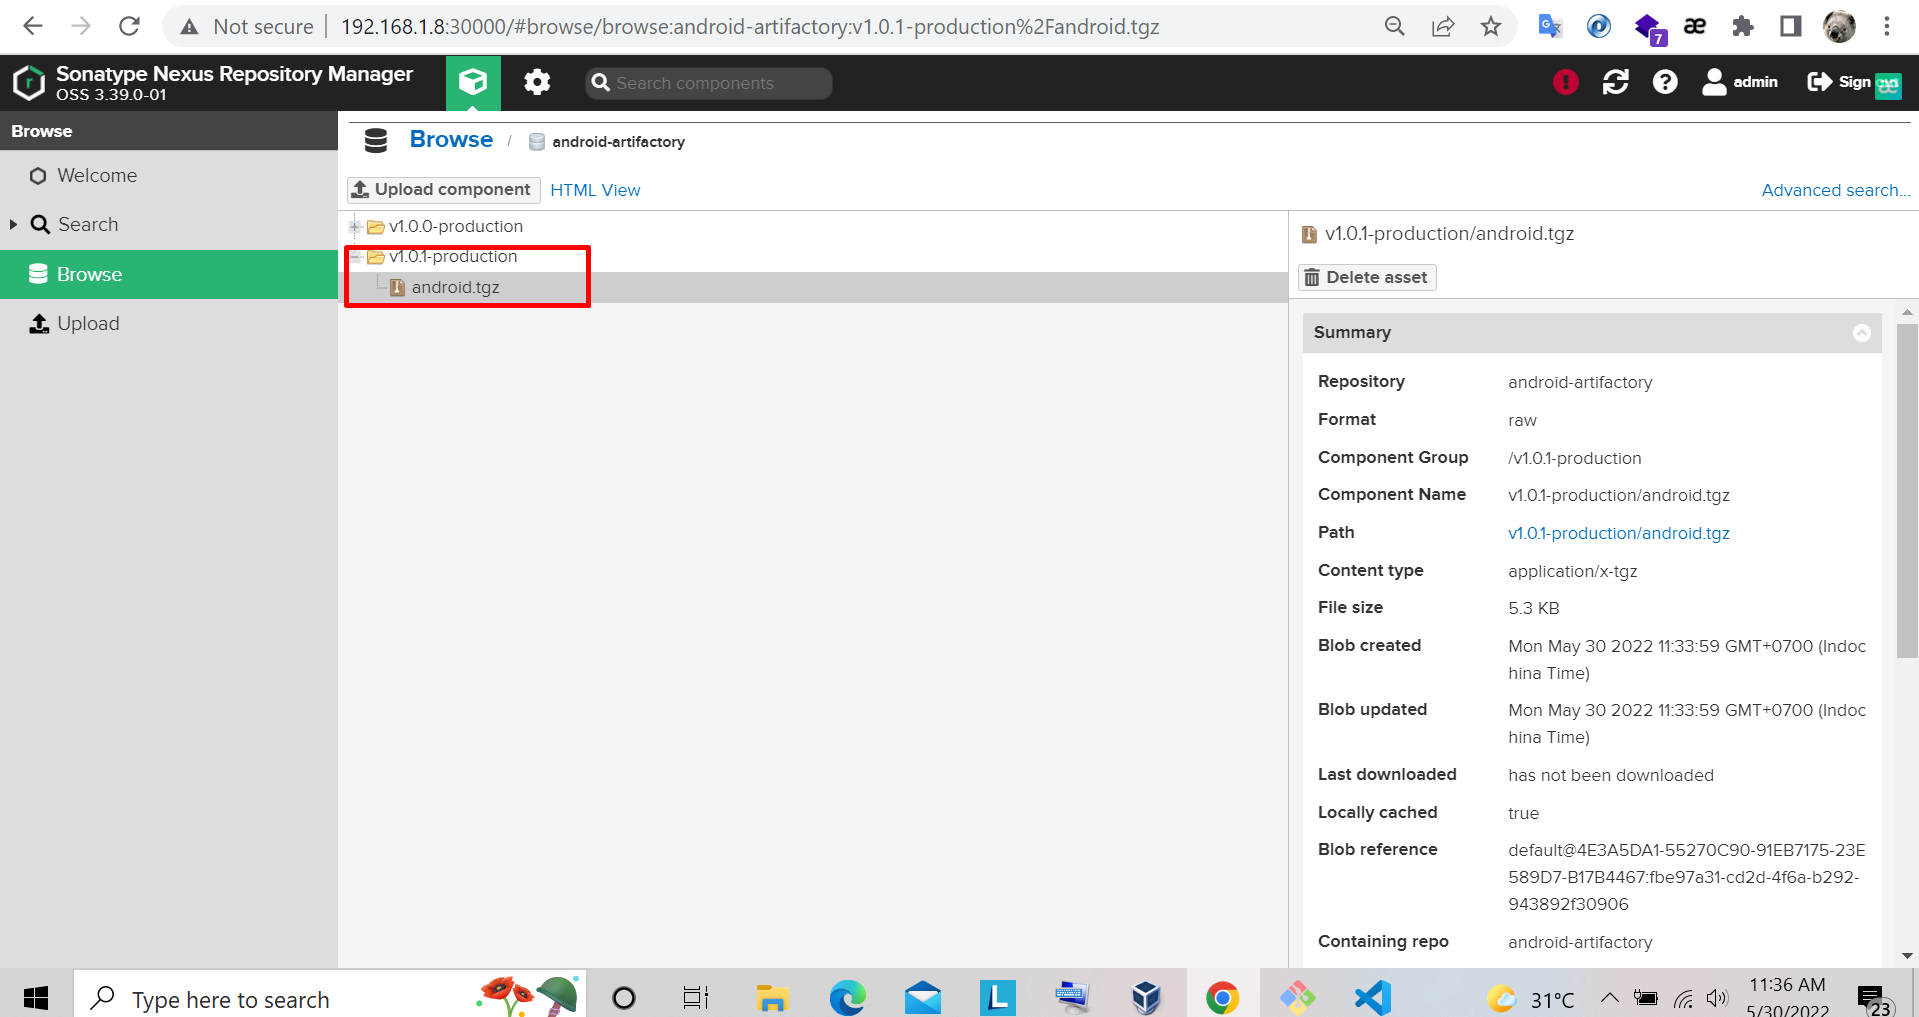 Not secure
192.168.1.8:30000/#browse/browse:android-artifactory:v1.0.1-production%2Fandroid.tgz
7
Sonatype Nexus Repository Manager
OSS 3.39.0-01
Search components
admin
Sign
Browse
Welcome
Search
Browse
Upload
Browse / android-artifactory
Upload component
HTML View
Advanced search...
v1.0.0-production
v1.0.1-production
android.tgz
v1.0.1-production/android.tgz
Delete asset
Summary
Repository android-artifactory
Format raw
Component Group /v1.0.1-production
Component Name v1.0.1-production/android.tgz
Path v1.0.1-production/android.tgz
Content type application/x-tgz
File size 5.3 KB
Blob created Mon May 30 2022 11:33:59 GMT+0700 (Indoc
hina Time)
Blob updated Mon May 30 2022 11:33:59 GMT+0700 (Indoc
hina Time)
Last downloaded has not been downloaded
Locally cached true
Blob reference default@4E3A5DA1-55270C90-91EB7175-23E
589D7-B17B4467:fbe97a31-cd2d-4f6a-b292-
943892f30906
Containing repo android-artifactory
Type here to search
31°C
11:36 AM
5/30/2022
23